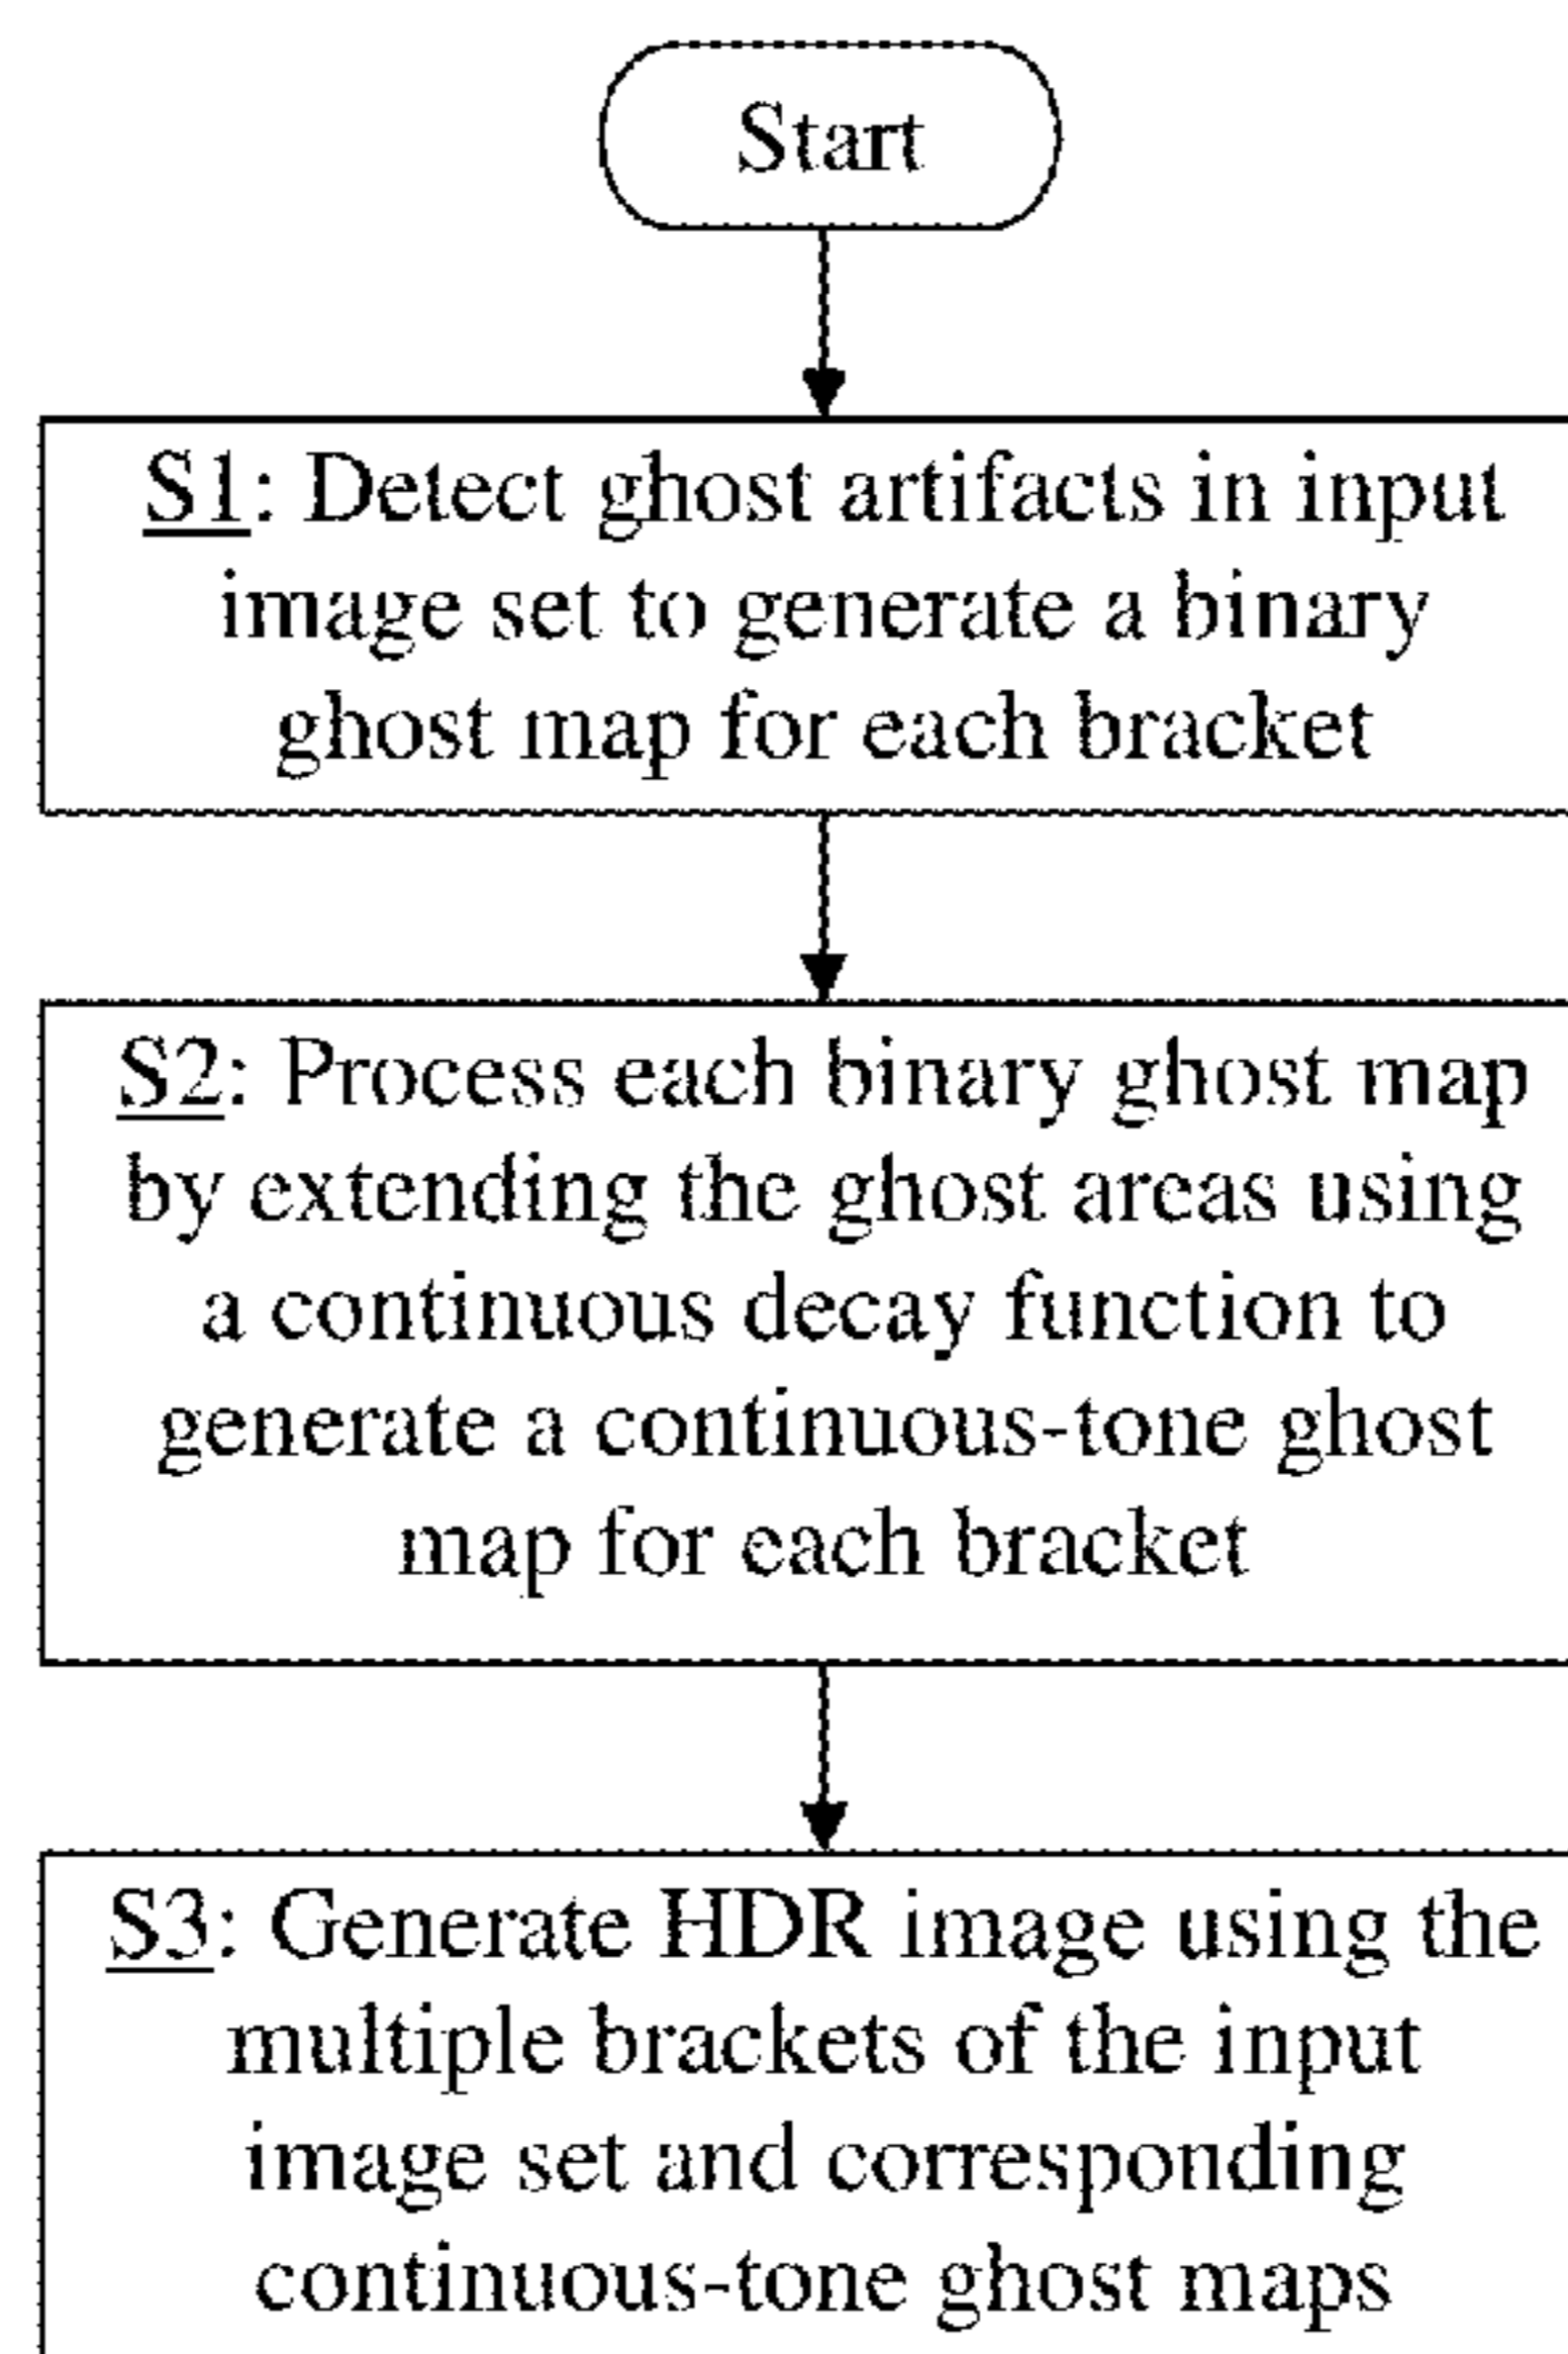 Start
S1: Detect ghost artifacts in input
image set to generate a binary
ghost map for each bracket
S2: Process each binary ghost map
by extending the ghost areas using
a continuous decay function to
generate a continuous-tone ghost
map for each bracket
S3: Generate HDR image using the
multiple brackets of the input
image set and corresponding
continuous-tone ghost maps